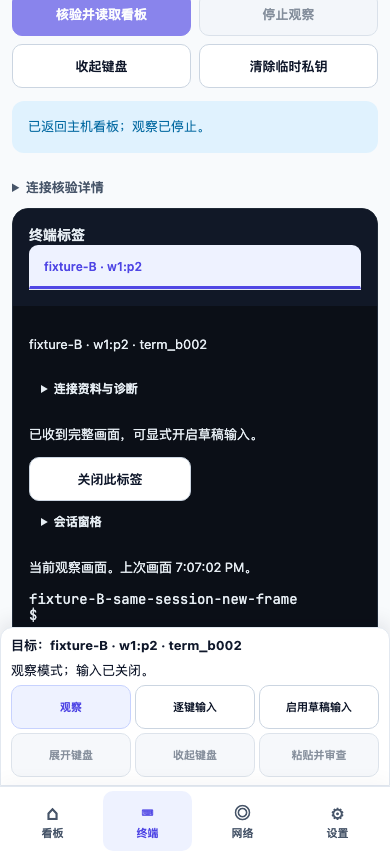 核验并读取看板
停止观察
收起键盘
清除临时私钥
已返回主机看板；观察已停止。
▶ 连接核验详情
终端标签
fixture-B · w1:p2
fixture-B · w1:p2 · term_b002
▶ 连接资料与诊断
已收到完整画面，可显式开启草稿输入。
关闭此标签
▶ 会话窗格
当前观察画面。上次画面 7:07:02 PM。
fixture-B-same-session-new-frame
$
目标：fixture-B · w1:p2 · term_b002
观察模式；输入已关闭。
观察
逐键输入
启用草稿输入
展开键盘
收起键盘
粘贴并审查
看板
终端
网络
设置